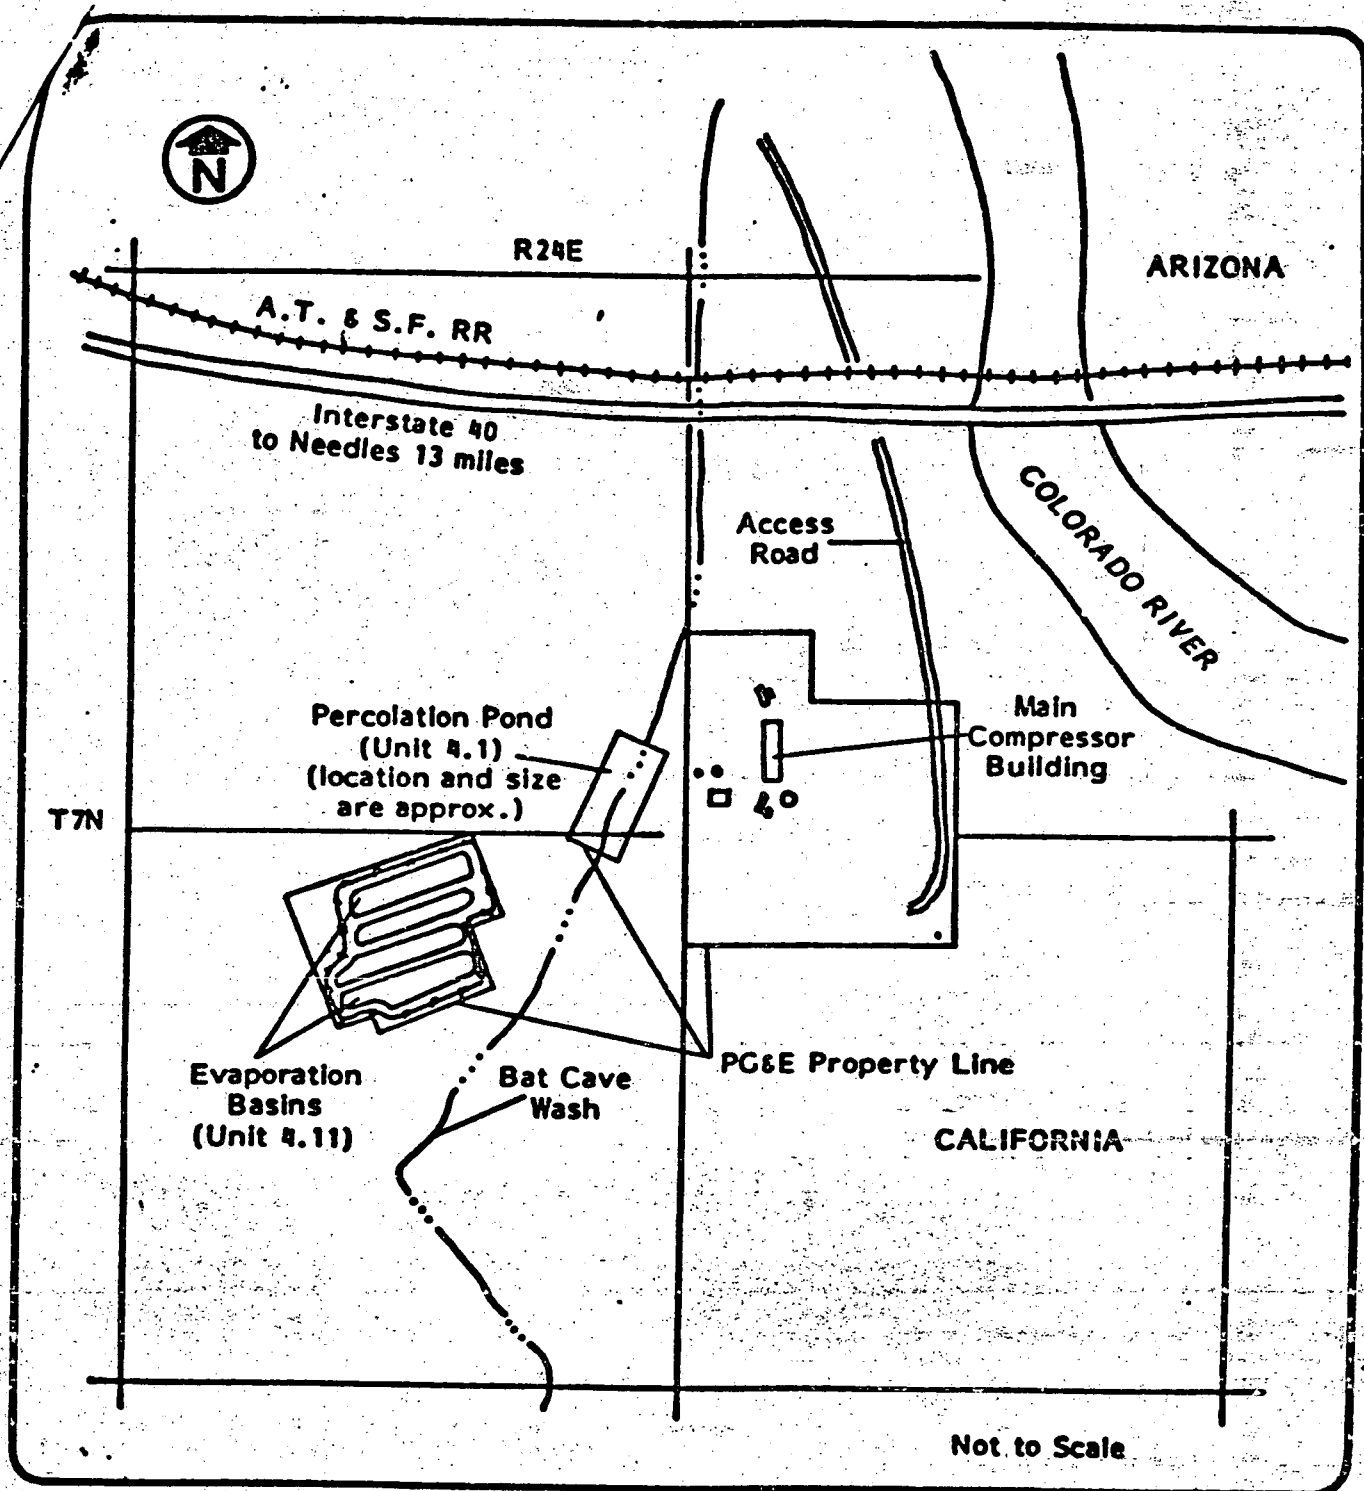 N
R24E
ARIZONA
A.T. & S.F. RR
Interstate 40
to Needles 13 miles
COLORADO RIVER
Access
Road
Percolation Pond
(Unit 4.1)
(location and size
are approx.)
Main
Compressor
Building
T7N
Evaporation
Basins
(Unit 4.11)
Bat Cave
Wash
PG&E Property Line
CALIFORNIA
Not to Scale